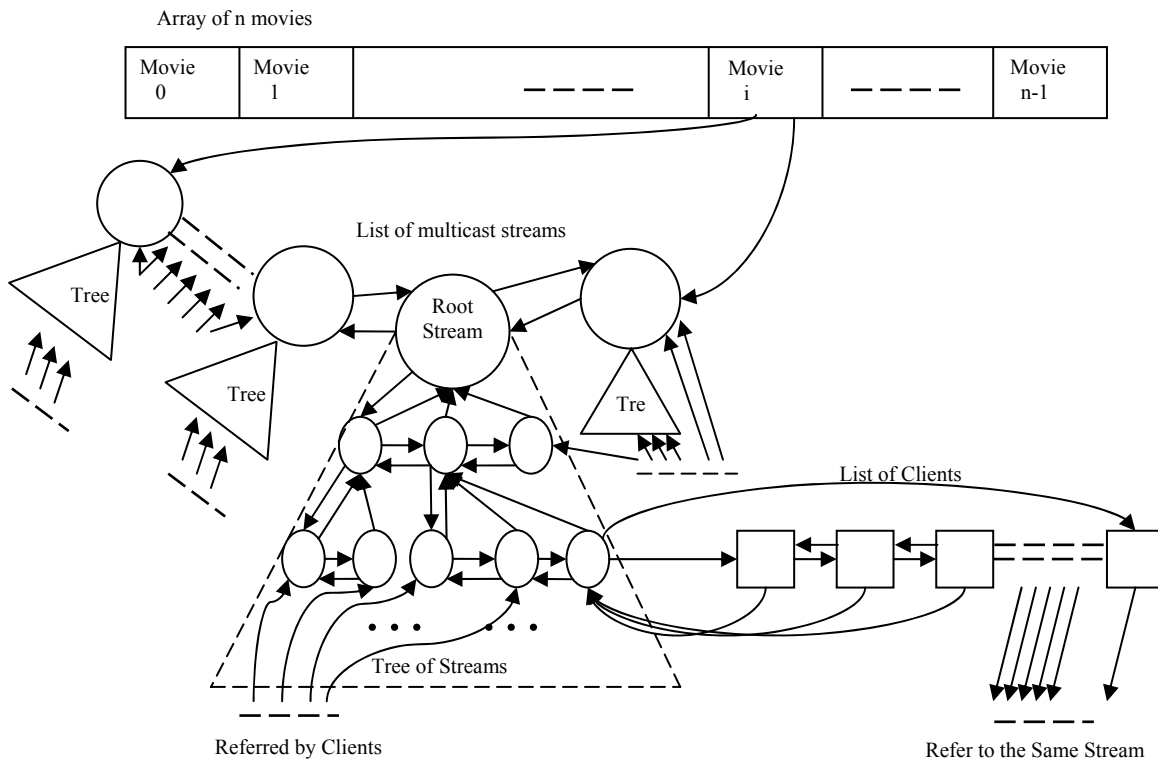 Array of n movies
Movie 0
Movie 1
Movie i
Movie n-1
List of multicast streams
Root Stream
Tree
Tree
Tre
List of Clients
Tree of Streams
Referred by Clients
Refer to the Same Stream